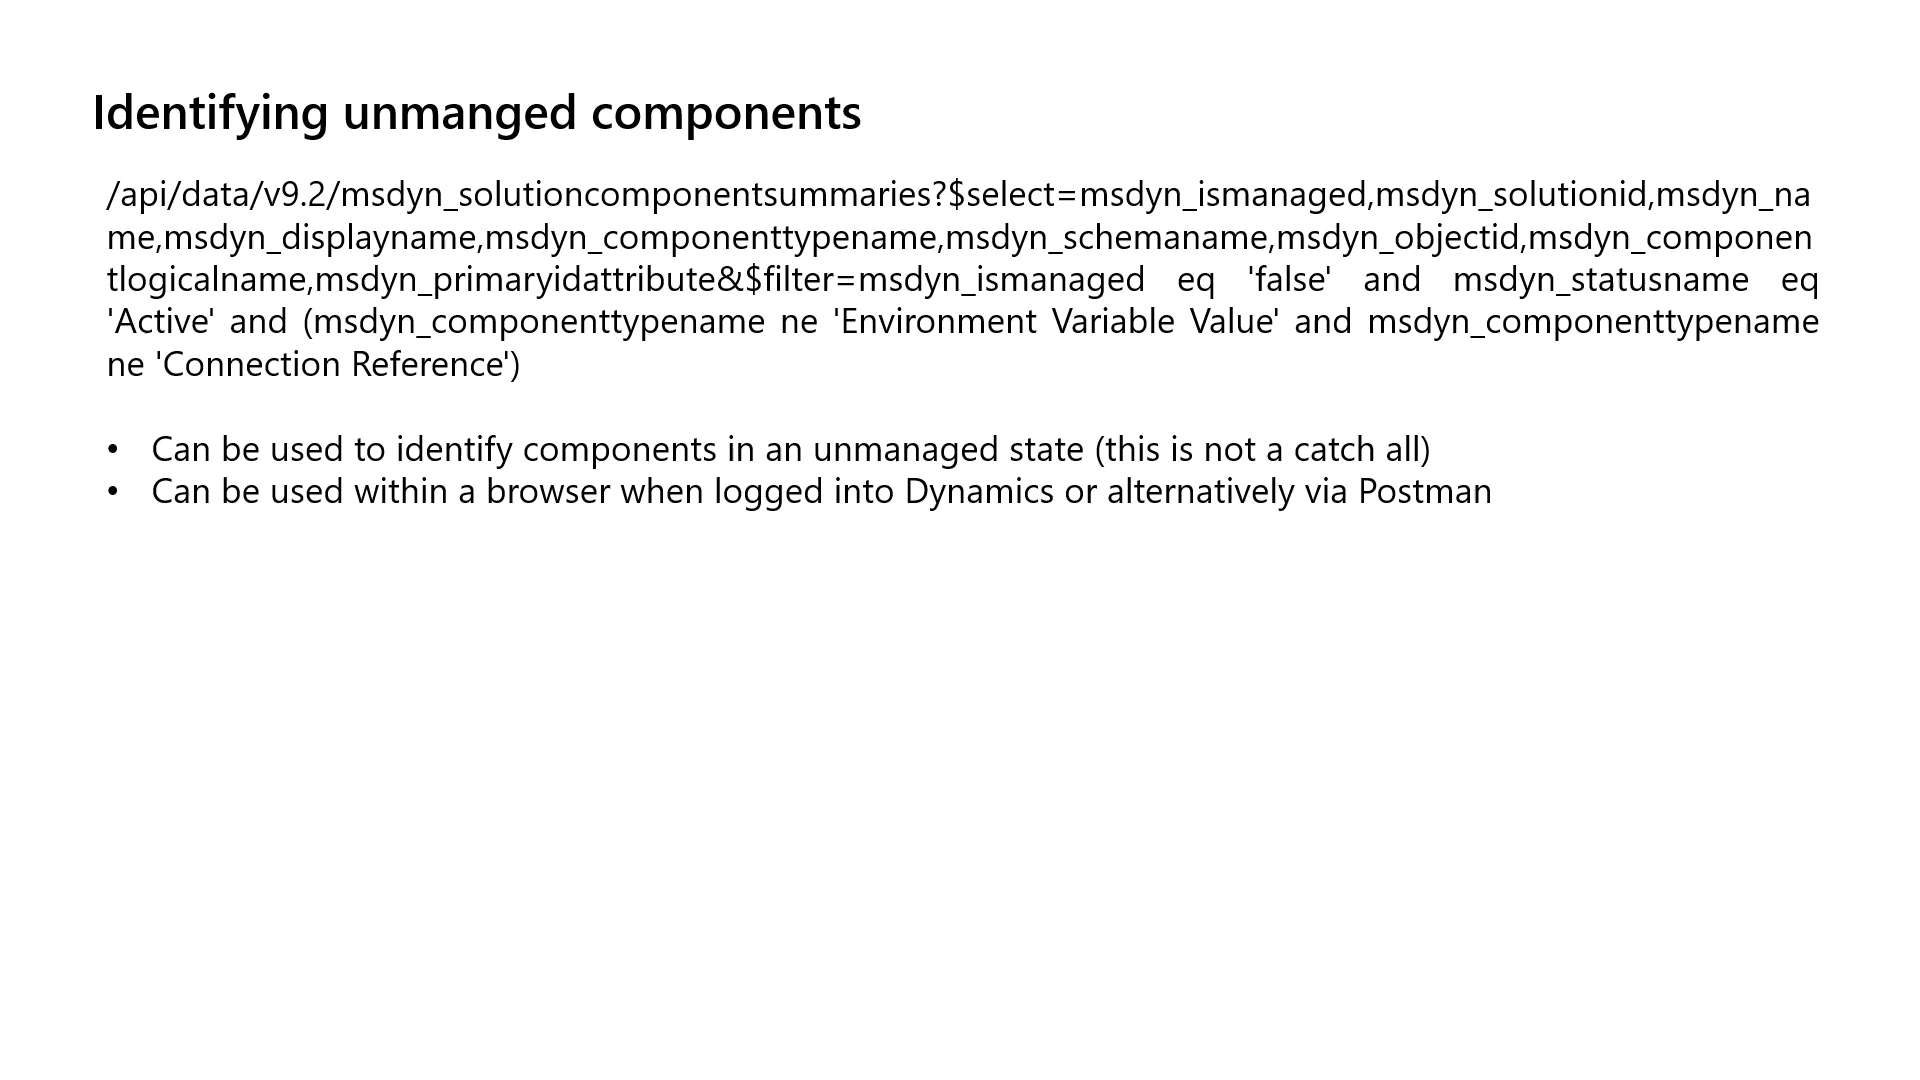 Identifying unmanged components
/api/data/v9.2/msdyn_solutioncomponentsummaries?$select=msdyn_ismanaged,msdyn_solutionid,msdyn_na
me,msdyn_displayname,msdyn_componenttypename,msdyn_schemaname,msdyn_objectid,msdyn_componen
tlogicalname,msdyn_primaryidattribute&$filter=msdyn_ismanaged eq 'false' and msdyn_statusname eq
'Active' and (msdyn_componenttypename ne 'Environment Variable Value' and msdyn_componenttypename
ne 'Connection Reference')
• Can be used to identify components in an unmanaged state (this is not a catch all)
• Can be used within a browser when logged into Dynamics or alternatively via Postman